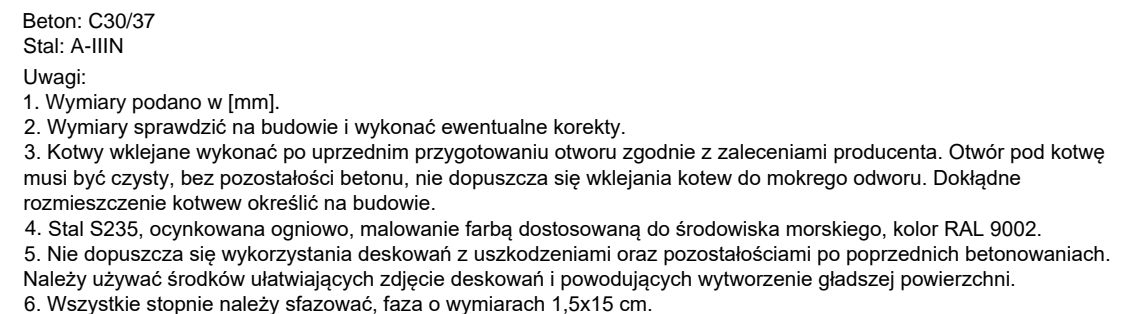 Beton: C30/37
Stal: A-IIIN
Uwagi:
1. Wymiary podano w [mm].
2. Wymiary sprawdzić na budowie i wykonać ewentualne korekty.
3. Kotwy wklejane wykonać po uprzednim przygotowaniu otworu zgodnie z zaleceniami producenta. Otwór pod kotwę
musi być czysty, bez pozostałości betonu, nie dopuszcza się wklejania kotew do mokrego odworu. Dokłądne
rozmieszczenie kotwew określić na budowie.
4. Stal S235, ocynkowana ogniowo, malowanie farbą dostosowaną do środowiska morskiego, kolor RAL 9002.
5. Nie dopuszcza się wykorzystania deskowań z uszkodzeniami oraz pozostałościami po poprzednich betonowaniach.
Należy używać środków ułatwiających zdjęcie deskowań i powodujących wytworzenie gładszej powierzchni.
6. Wszystkie stopnie należy sfazować, faza o wymiarach 1,5x15 cm.